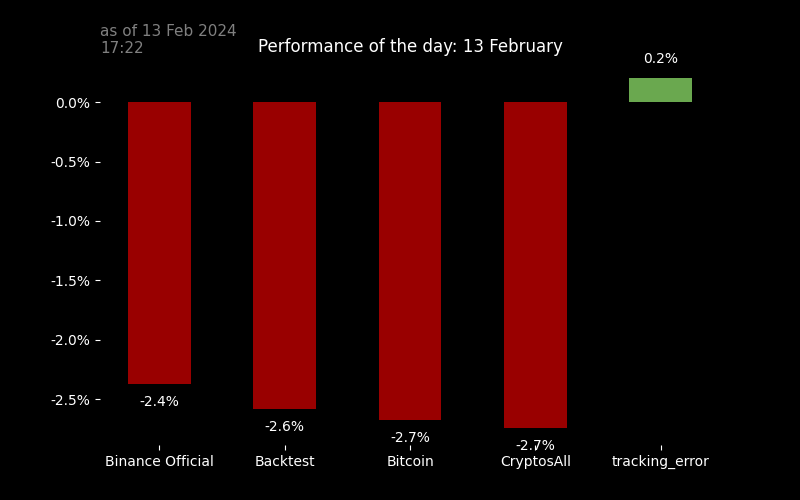 as of 13 Feb 2024
17:22
Performance of the day: 13 February
0.2%
0.0%
-0.5%
-1.0%
-1.5%
-2.0%
-2.5%
-2.4%
-2.6%
-2.7%
-2.7%
Binance Official
Backtest
Bitcoin
CryptosAll
tracking_error